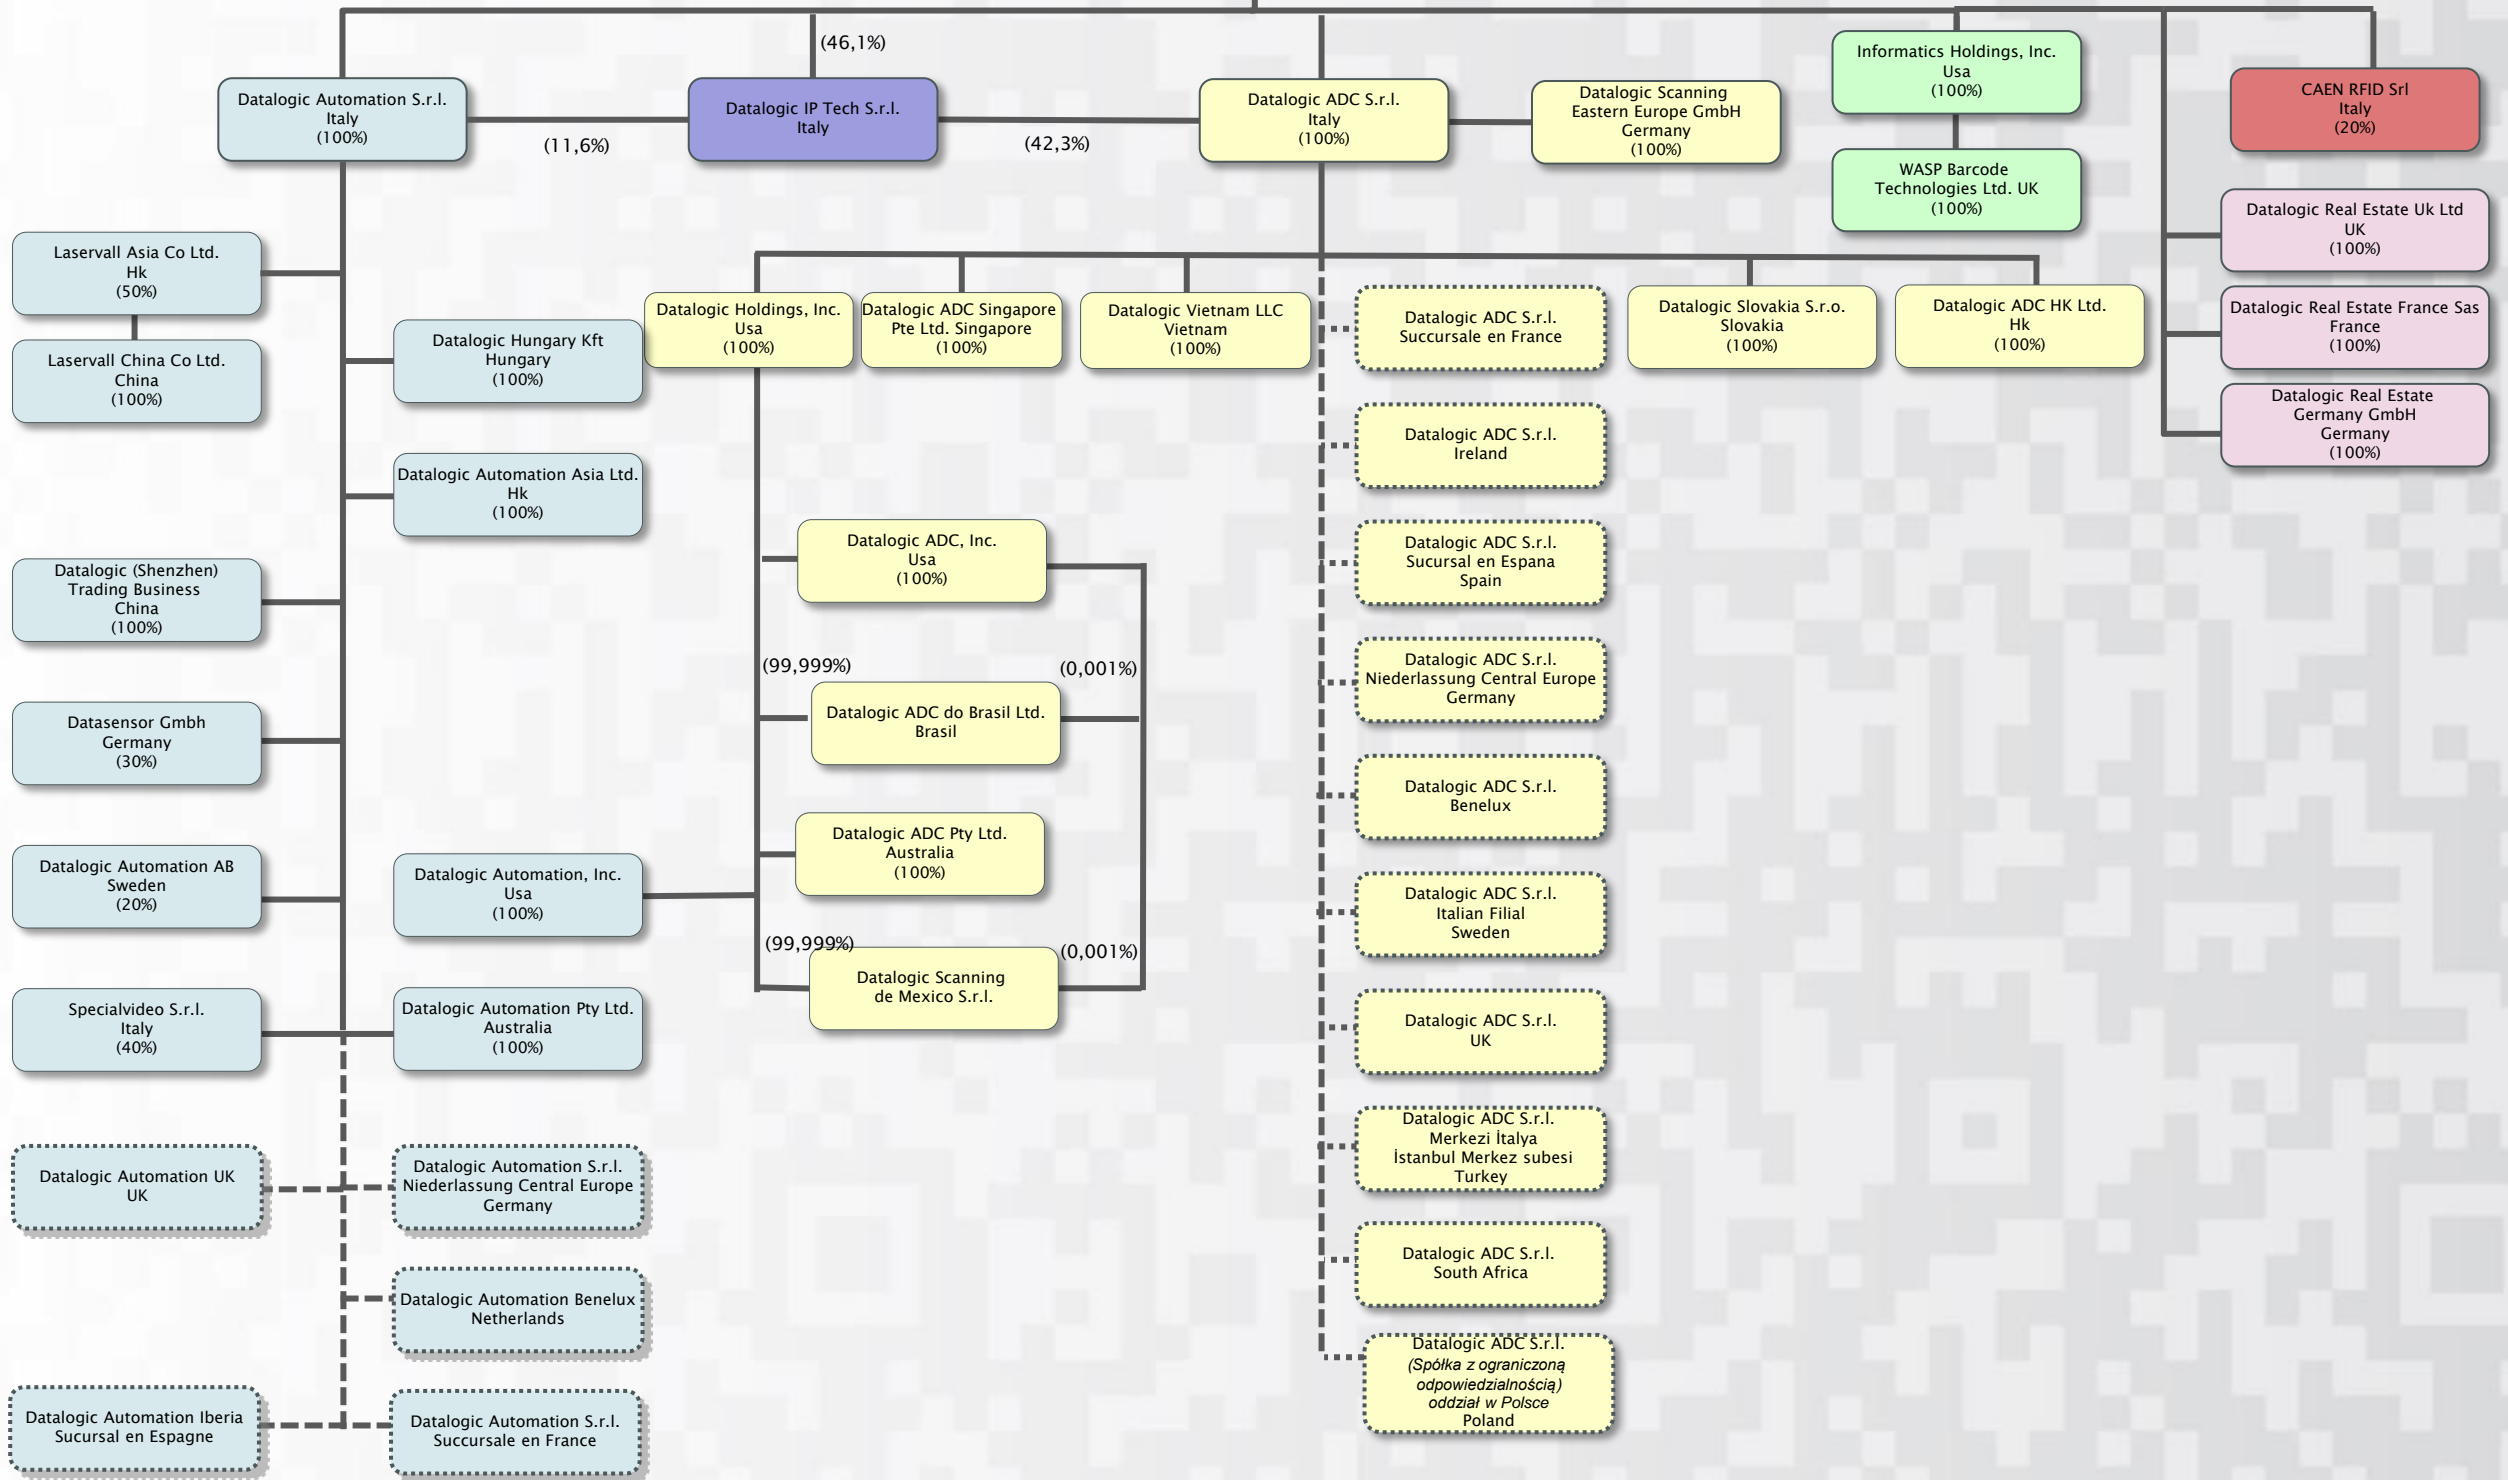 (46,1%)
Datalogic Automation S.r.l.
Italy
(100%)
(11,6%)
Datalogic IP Tech S.r.l.
Italy
(42,3%)
Datalogic ADC S.r.l.
Italy
(100%)
Datalogic Scanning
Eastern Europe GmbH
Germany
(100%)
Informatics Holdings, Inc.
Usa
(100%)
WASP Barcode
Technologies Ltd. UK
(100%)
CAEN RFID Srl
Italy
(20%)
Datalogic Real Estate Uk Ltd
UK
(100%)
Datalogic Real Estate France Sas
France
(100%)
Datalogic Real Estate
Germany GmbH
Germany
(100%)
Laservall Asia Co Ltd.
Hk
(50%)
Laservall China Co Ltd.
China
(100%)
Datalogic (Shenzhen)
Trading Business
China
(100%)
Datasensor Gmbh
Germany
(30%)
Datalogic Automation AB
Sweden
(20%)
Specialvideo S.r.l.
Italy
(40%)
Datalogic Automation UK
UK
Datalogic Automation Iberia
Sucursal en Espagne
Datalogic Hungary Kft
Hungary
(100%)
Datalogic Automation Asia Ltd.
Hk
(100%)
Datalogic Automation, Inc.
Usa
(100%)
Datalogic Automation Pty Ltd.
Australia
(100%)
Datalogic Automation S.r.l.
Niederlassung Central Europe
Germany
Datalogic Automation Benelux
Netherlands
Datalogic Automation S.r.l.
Succursale en France
Datalogic Holdings, Inc.
Usa
(100%)
Datalogic ADC Singapore
Pte Ltd. Singapore
(100%)
Datalogic Vietnam LLC
Vietnam
(100%)
Datalogic Slovakia S.r.o.
Slovakia
(100%)
Datalogic ADC HK Ltd.
Hk
(100%)
Datalogic ADC, Inc.
Usa
(100%)
(99,999%)
(0,001%)
Datalogic ADC do Brasil Ltd.
Brasil
Datalogic ADC Pty Ltd.
Australia
(100%)
(99,999%)
(0,001%)
Datalogic Scanning
de Mexico S.r.l.
Datalogic ADC S.r.l.
Succursale en France
Datalogic ADC S.r.l.
Ireland
Datalogic ADC S.r.l.
Sucursal en Espana
Spain
Datalogic ADC S.r.l.
Niederlassung Central Europe
Germany
Datalogic ADC S.r.l.
Benelux
Datalogic ADC S.r.l.
Italian Filial
Sweden
Datalogic ADC S.r.l.
UK
Datalogic ADC S.r.l.
Merkezi İtalya
İstanbul Merkez subesi
Turkey
Datalogic ADC S.r.l.
South Africa
Datalogic ADC S.r.l.
(Spółka z ograniczoną
odpowiedzialnością)
oddział w Polsce
Poland